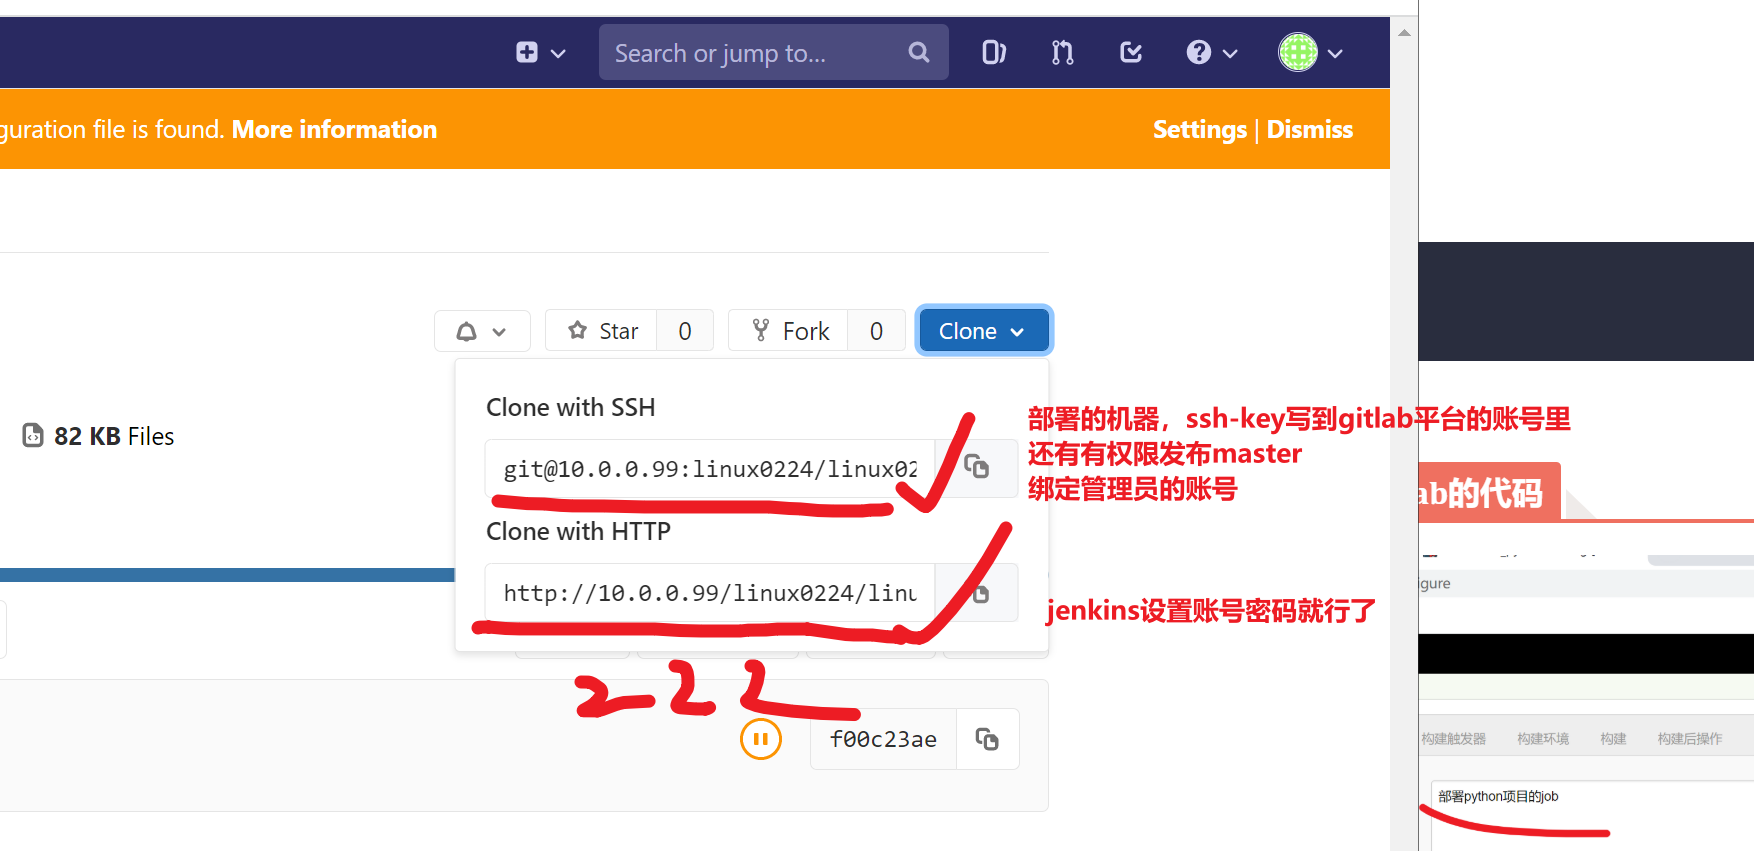 Search or jump to...
guration file is found. More information
Settings | Dismiss
Star 0
Fork 0
Clone
Clone with SSH
git@10.0.0.99:linux0224/linux02
Clone with HTTP
http://10.0.0.99/linux0224/linu
82 KB Files
部署的机器，ssh-key写到gitlab平台的账号里
还有有权限发布master
绑定管理员的账号
jenkins设置账号密码就行了
222
f00c23ae
ab的代码
igure
构建触发器 构建环境 构建 构建后操作
部署python项目的job